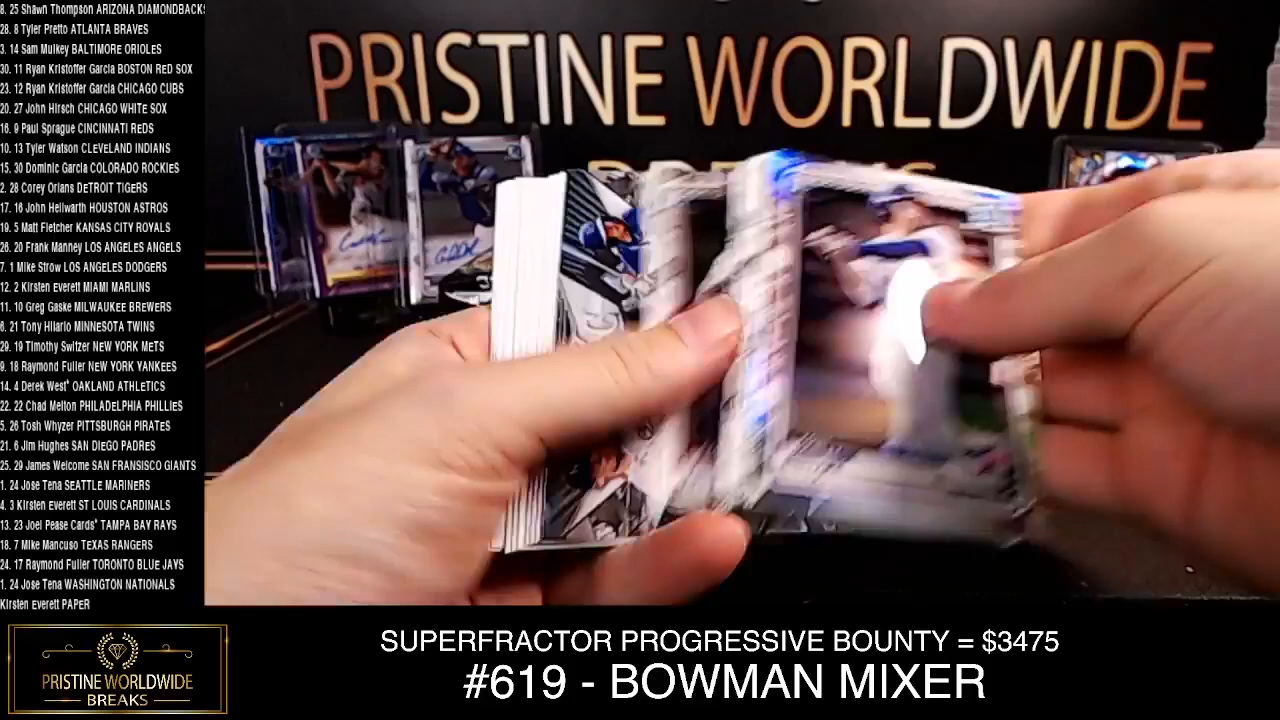 8. 25 Shawn Thompson ARIZONA DIAMONDBACKS
28. 8 Tyler Pretto ATLANTA BRAVES
3. 14 Sam Mulkey BALTIMORE ORIOLES
30. 11 Ryan Kristoffer Garcia BOSTON RED SOX
23. 12 Ryan Kristoffer Garcia CHICAGO CUBS
20. 27 John Hirsch CHICAGO WHITE SOX
16. 9 Paul Sprague CINCINNATI REDS
10. 13 Tyler Watson CLEVELAND INDIANS
15. 30 Dominic Garcia COLORADO ROCKIES
2. 28 Corey Orians DETROIT TIGERS
17. 16 John Hellwarth HOUSTON ASTROS
19. 5 Matt Fletcher KANSAS CITY ROYALS
26. 20 Frank Manney LOS ANGELES ANGELS
7. 1 Mike Strow LOS ANGELES DODGERS
12. 2 Kirsten Everett MIAMI MARLINS
11. 10 Greg Gaske MILWAUKEE BREWERS
6. 21 Tony Hilario MINNESOTA TWINS
29. 19 Timothy Switzer NEW YORK METS
9. 18 Raymond Fuller NEW YORK YANKEES
14. 4 Derek West* OAKLAND ATHLETICS
22. 22 Chad Melton PHILADELPHIA PHILLIES
5. 26 Tosh Whyzer PITTSBURGH PIRATES
21. 6 Jim Hughes SAN DIEGO PADRES
25. 29 James Welcome SAN FRANSISCO GIANTS
1. 24 Jose Tena SEATTLE MARINERS
4. 3 Kirsten Everett ST LOUIS CARDINALS
13. 23 Joel Pease Cards* TAMPA BAY RAYS
18. 7 Mike Mancuso TEXAS RANGERS
24. 17 Raymond Fuller TORONTO BLUE JAYS
1. 24 Jose Tena WASHINGTON NATIONALS
Kirsten Everett PAPER
PRISTINE WORLDWIDE
PRISTINE WORLDWIDE
BREAKS
SUPERFRACTOR PROGRESSIVE BOUNTY = $3475
#619 - BOWMAN MIXER